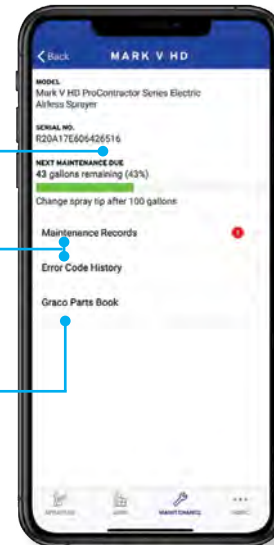 Back
MARK V HD
MODEL
Mark V HD ProContractor Series Electric
Airless Sprayer
SERIAL NO.
R20A17E606426516
NEXT MAINTENANCE DUE
43 gallons remaining (43%)
Change spray tip after 100 gallons
Maintenance Records
Error Code History
Graco Parts Book
MAINTENANCE